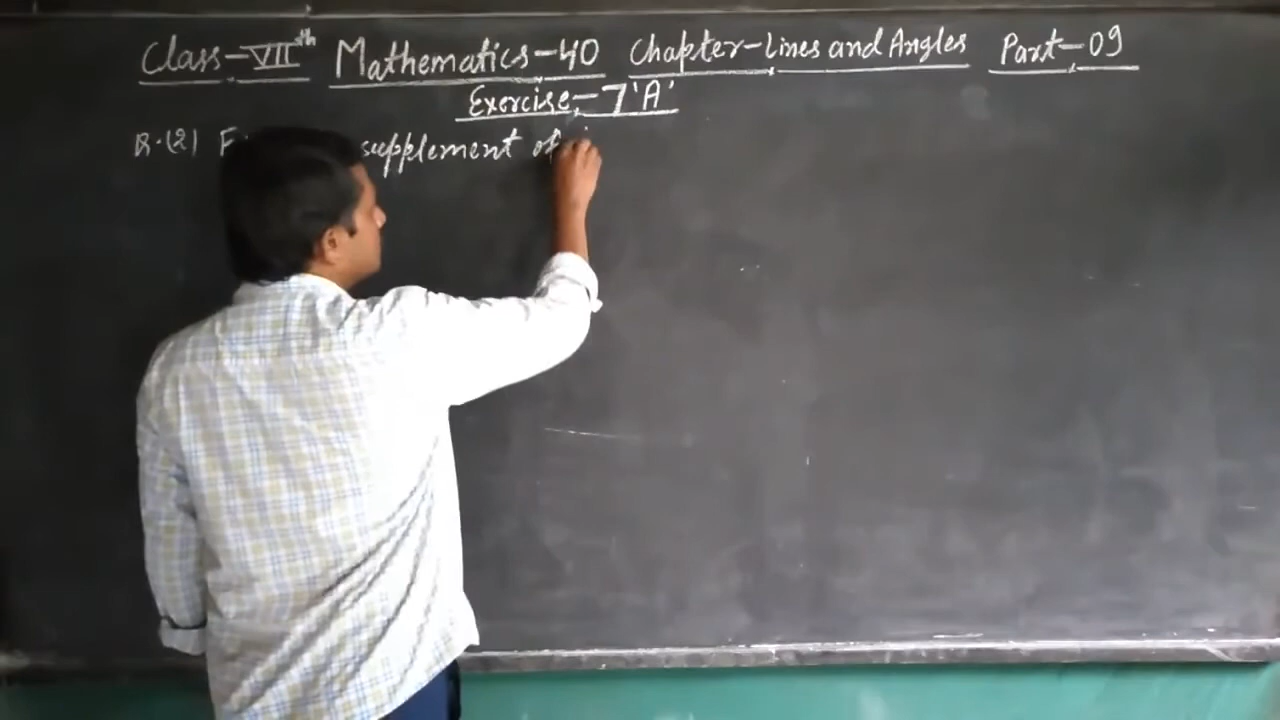 Class-VIIth Mathematics-40 Chapter-Lines and Angles Part-09
Exercise-7'A'
Q.(2) supplement of